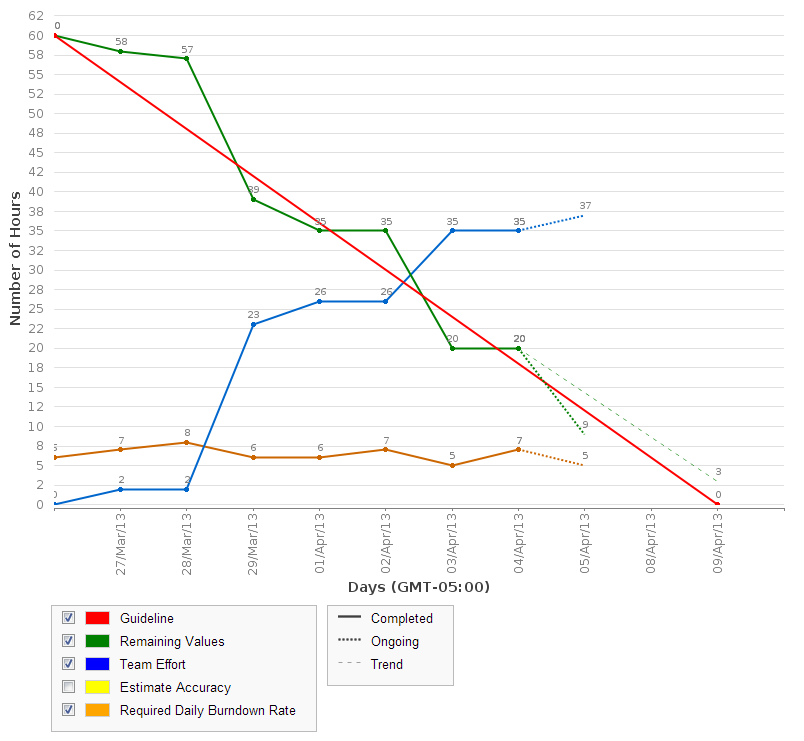 62
60
58
55
52
50
48
45
42
40
38
35
32
30
28
25
22
20
18
15
12
10
8
5
2
0
Number of Hours
0
58
57
39
35
35
20
20
9
3
0
0
2
2
23
26
26
35
35
37
7
8
6
6
7
5
7
5
27/Mar/13
28/Mar/13
29/Mar/13
01/Apr/13
02/Apr/13
03/Apr/13
04/Apr/13
05/Apr/13
08/Apr/13
09/Apr/13
Days (GMT-05:00)
Guideline
Remaining Values
Team Effort
Estimate Accuracy
Required Daily Burndown Rate
Completed
Ongoing
Trend